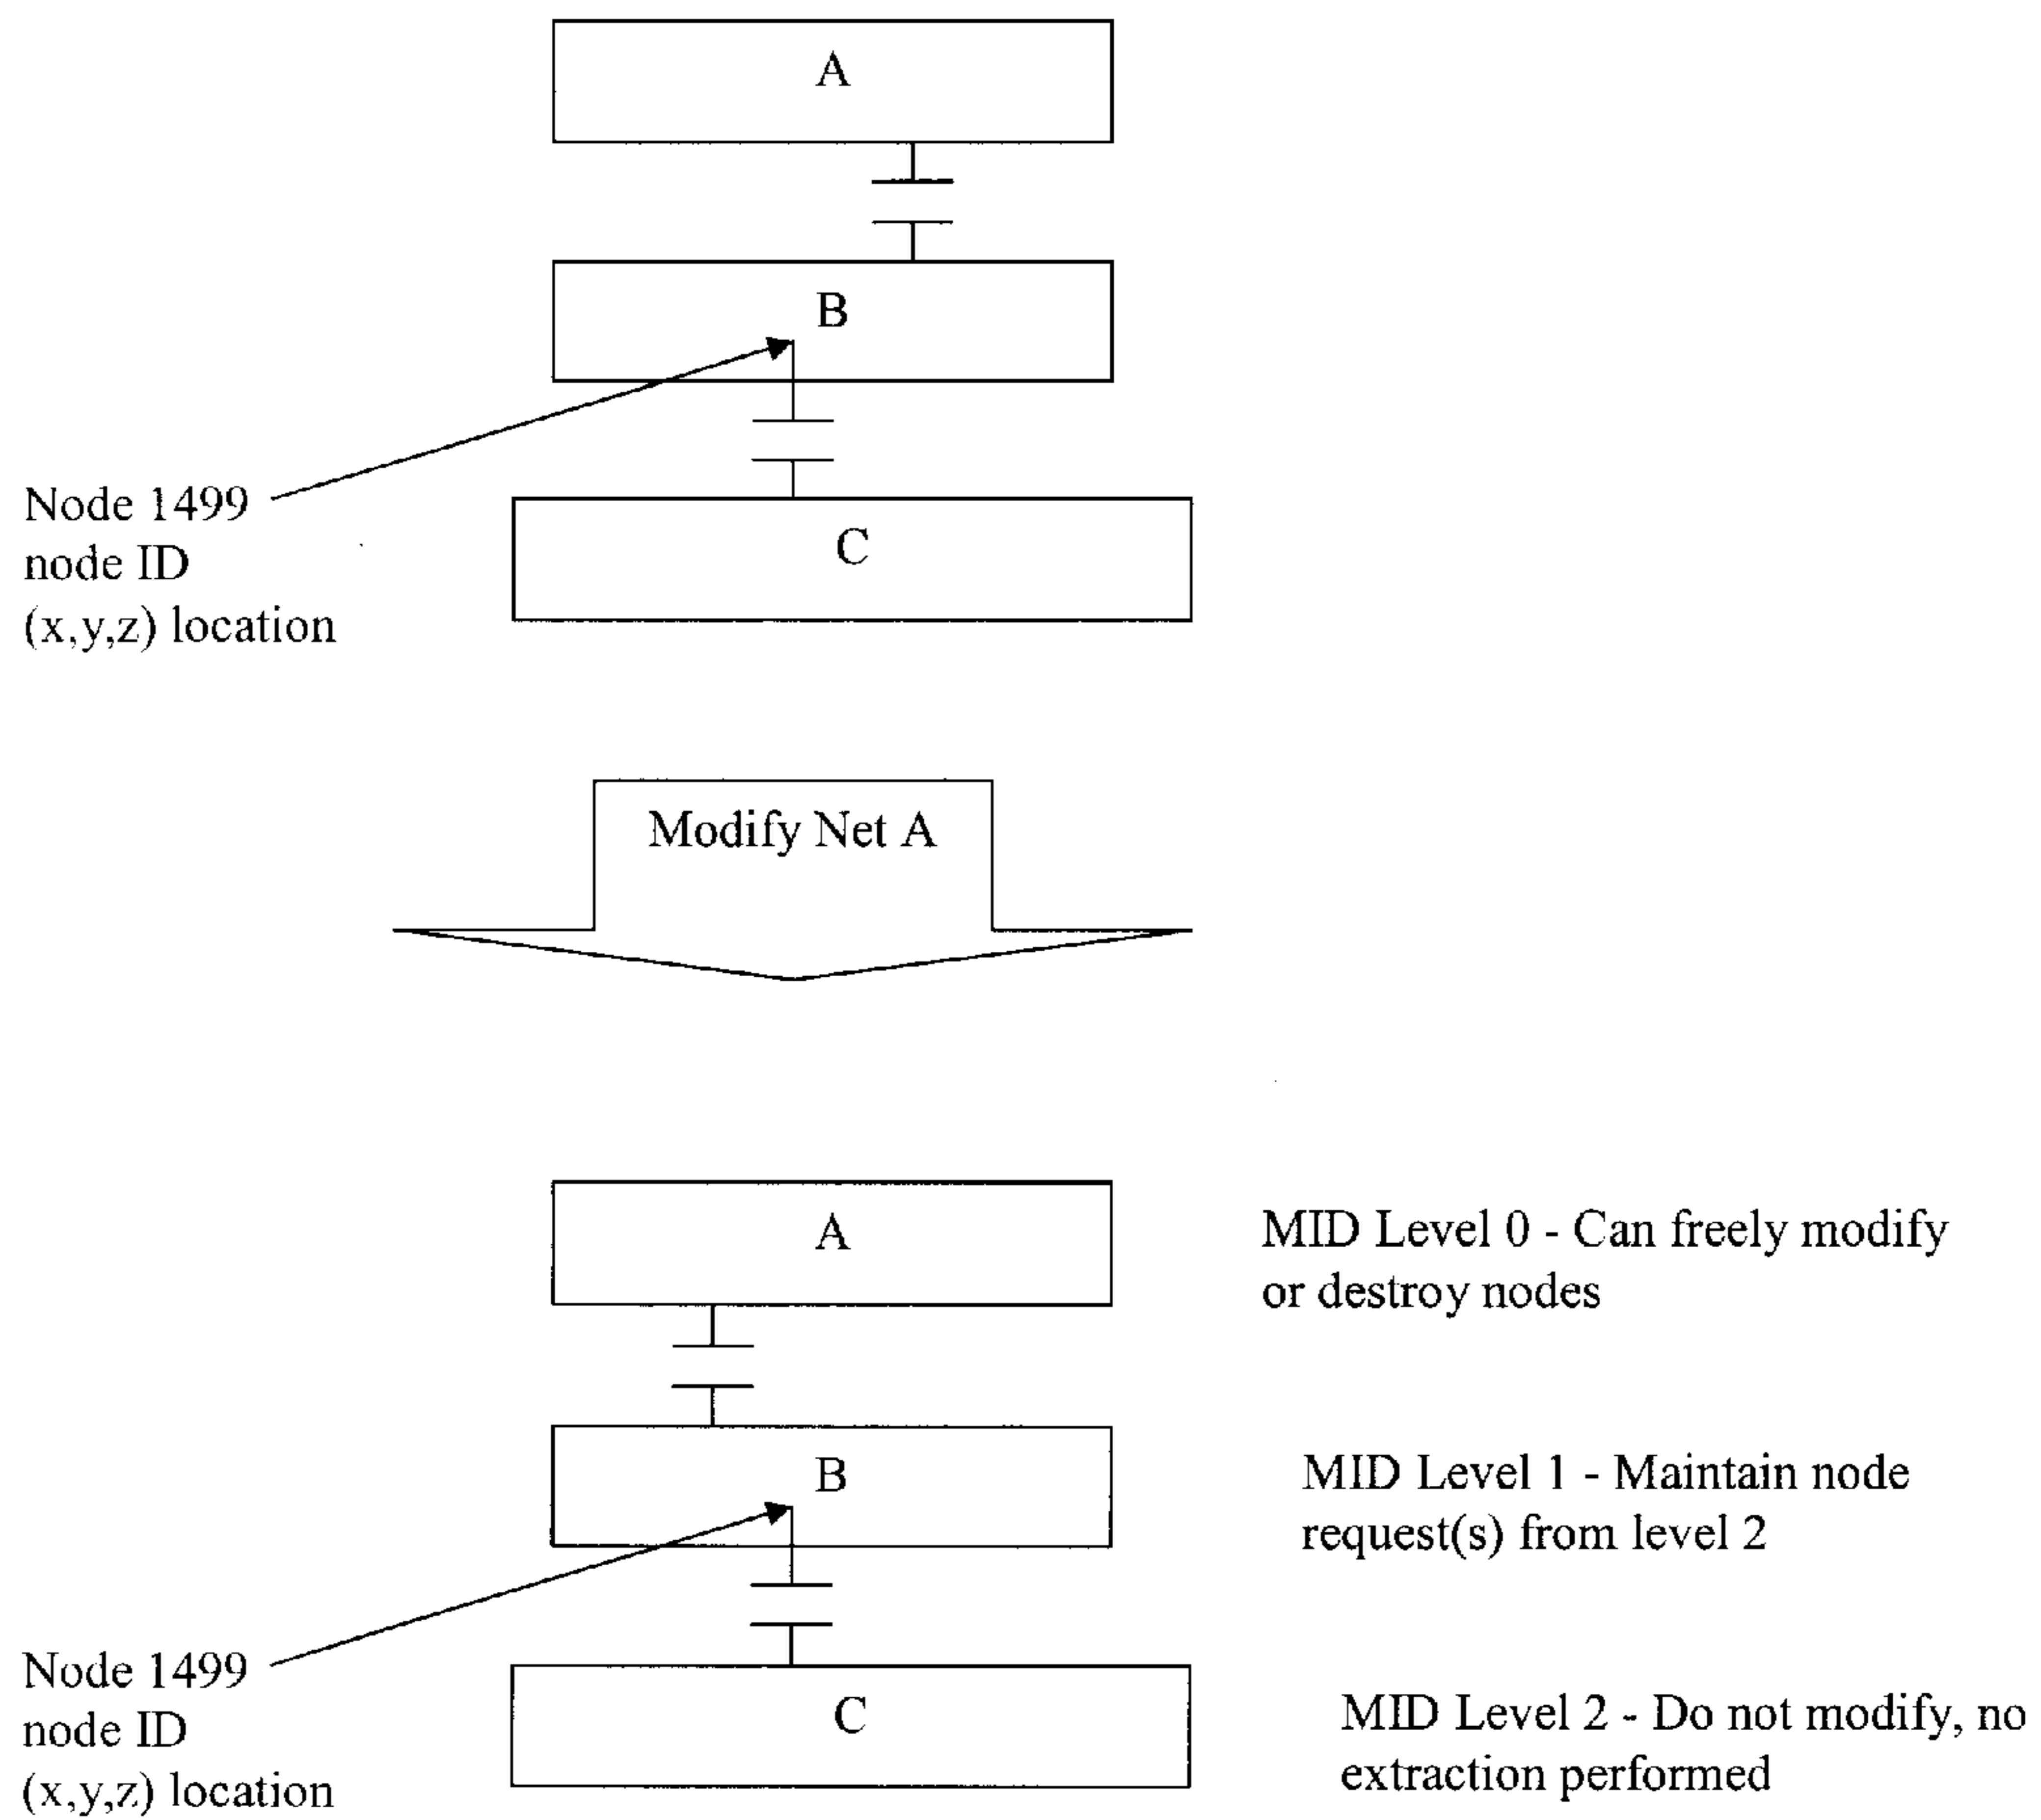 A
B
Node 1499
node ID
(x,y,z) location
C
Modify Net A
A
MID Level 0 - Can freely modify
or destroy nodes
B
MID Level 1 - Maintain node
request(s) from level 2
Node 1499
node ID
(x,y,z) location
C
MID Level 2 - Do not modify, no
extraction performed